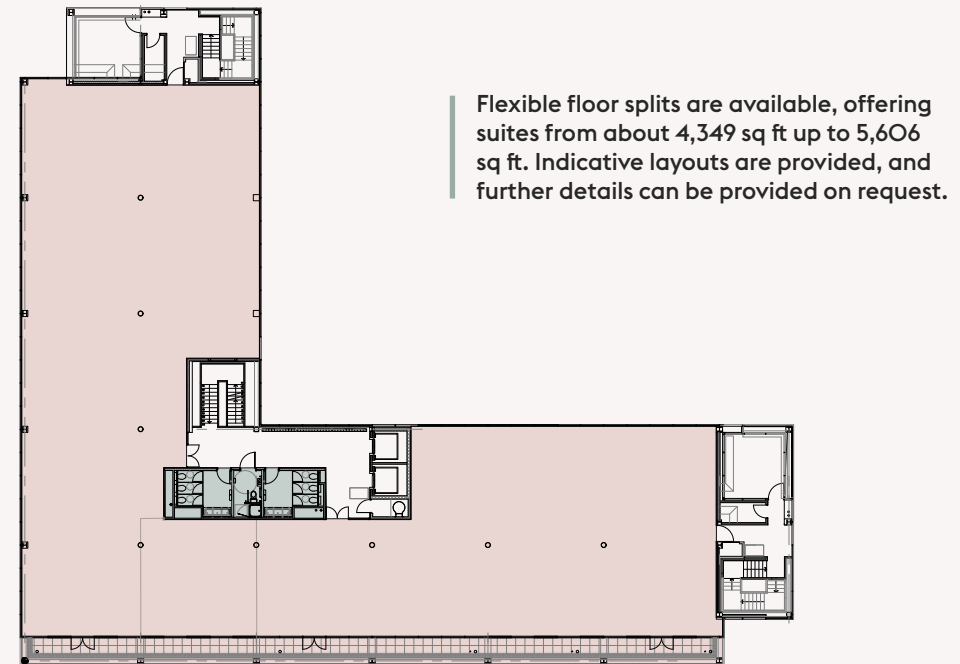 Flexible floor splits are available, offering
suites from about 4,349 sq ft up to 5,606
sq ft. Indicative layouts are provided, and
further details can be provided on request.